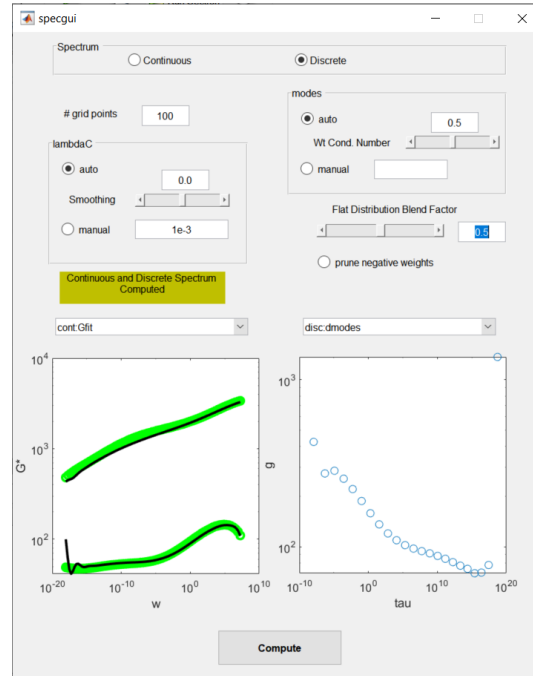 specgui
Spectrum
Continuous
Discrete
# grid points
100
modes
auto
0.5
Wt Cond. Number
manual
lambdaC
auto
0.0
Smoothing
manual
1e-3
Flat Distribution Blend Factor
0.5
prune negative weights
Continuous and Discrete Spectrum
Computed
cont:Gfit
disc:dmodes
10^4
10^3
10^2
G*
10^-20
10^-10
10^0
10^10
w
10^3
10^2
g
10^-10
10^0
10^10
10^20
tau
Compute